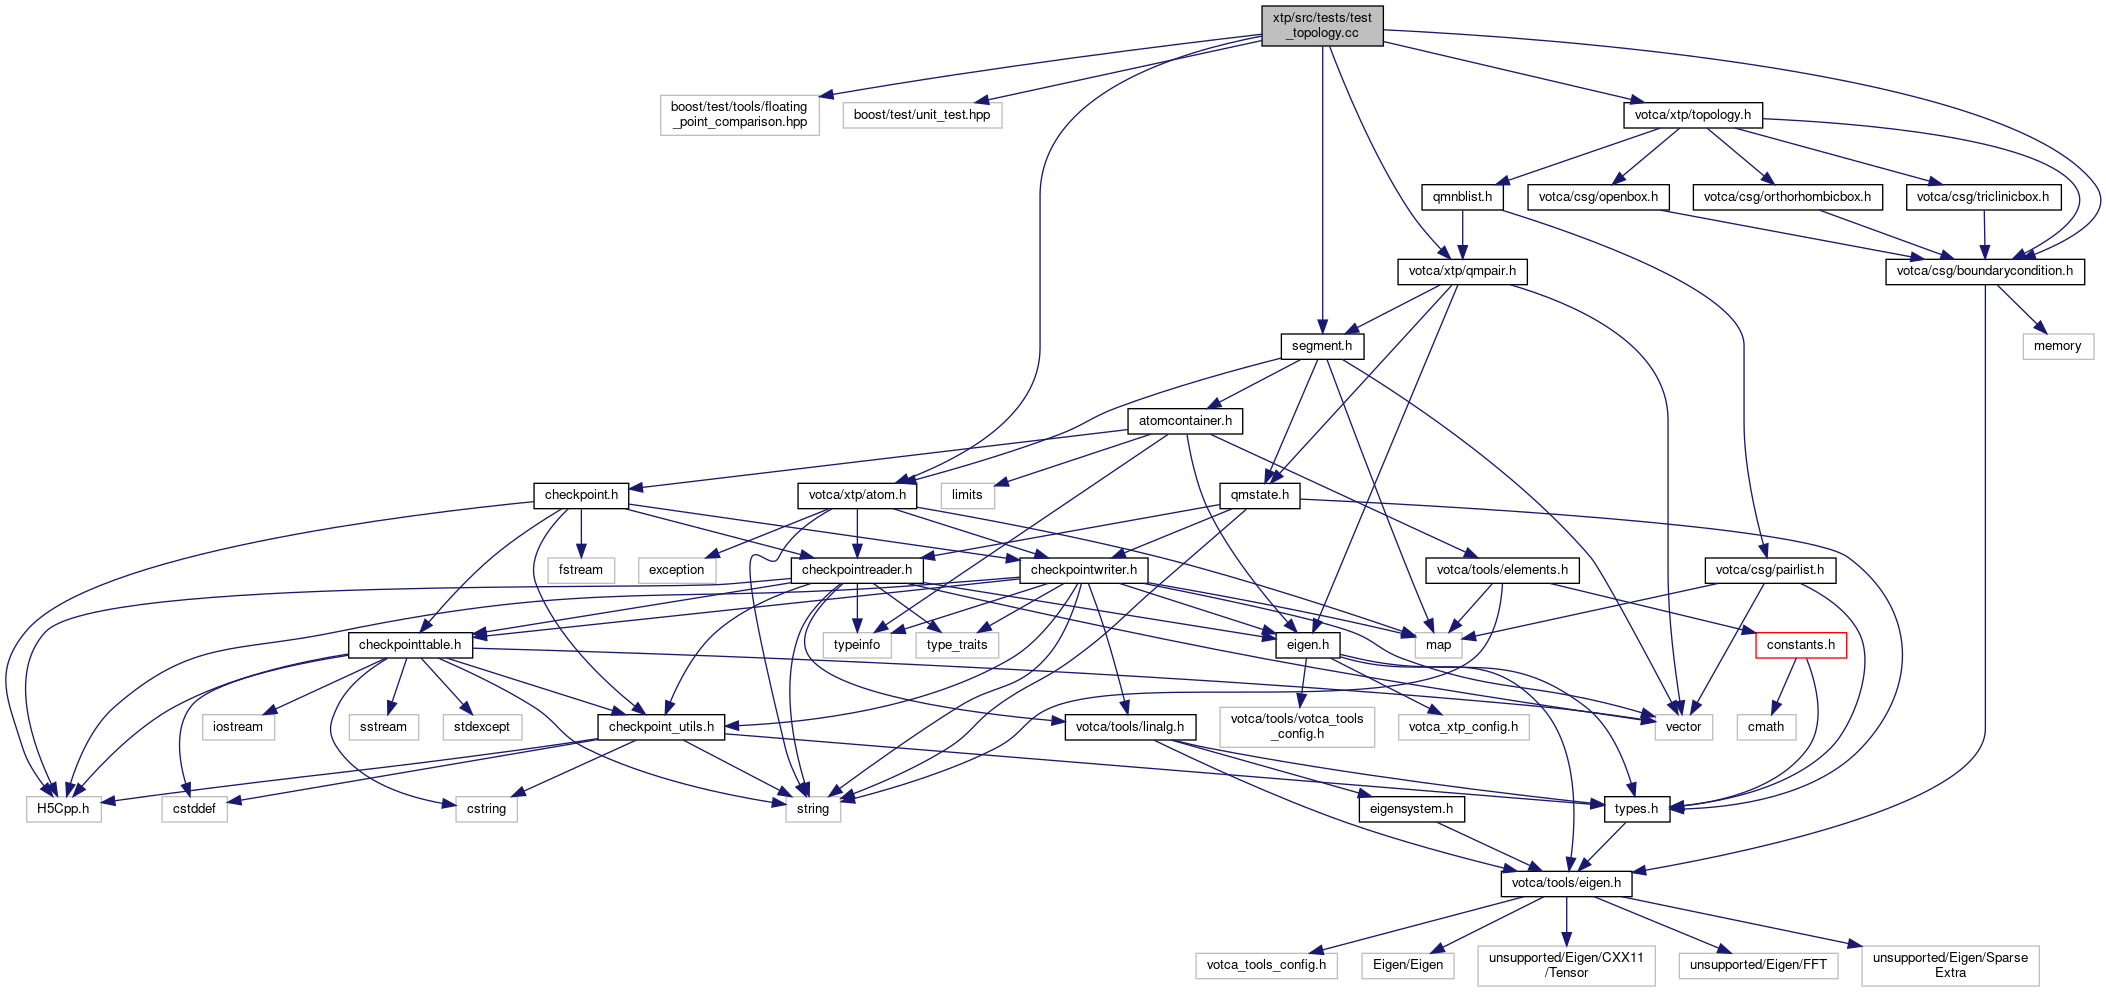 xtp/src/tests/test
_topology.cc
boost/test/tools/floating
_point_comparison.hpp
boost/test/unit_test.hpp
votca/xtp/topology.h
qmnblist.h
votca/csg/openbox.h
votca/csg/orthorhombicbox.h
votca/csg/triclinicbox.h
votca/xtp/qmpair.h
votca/csg/boundarycondition.h
segment.h
memory
atomcontainer.h
checkpoint.h
votca/xtp/atom.h
limits
qmstate.h
fstream
exception
checkpointreader.h
checkpointwriter.h
votca/tools/elements.h
votca/csg/pairlist.h
checkpointtable.h
typeinfo
type_traits
eigen.h
map
constants.h
iostream
sstream
stdexcept
checkpoint_utils.h
votca/tools/linalg.h
votca/tools/votca_tools
_config.h
votca_xtp_config.h
vector
cmath
H5Cpp.h
cstddef
cstring
string
eigensystem.h
types.h
votca/tools/eigen.h
votca_tools_config.h
Eigen/Eigen
unsupported/Eigen/CXX11
/Tensor
unsupported/Eigen/FFT
unsupported/Eigen/Sparse
Extra